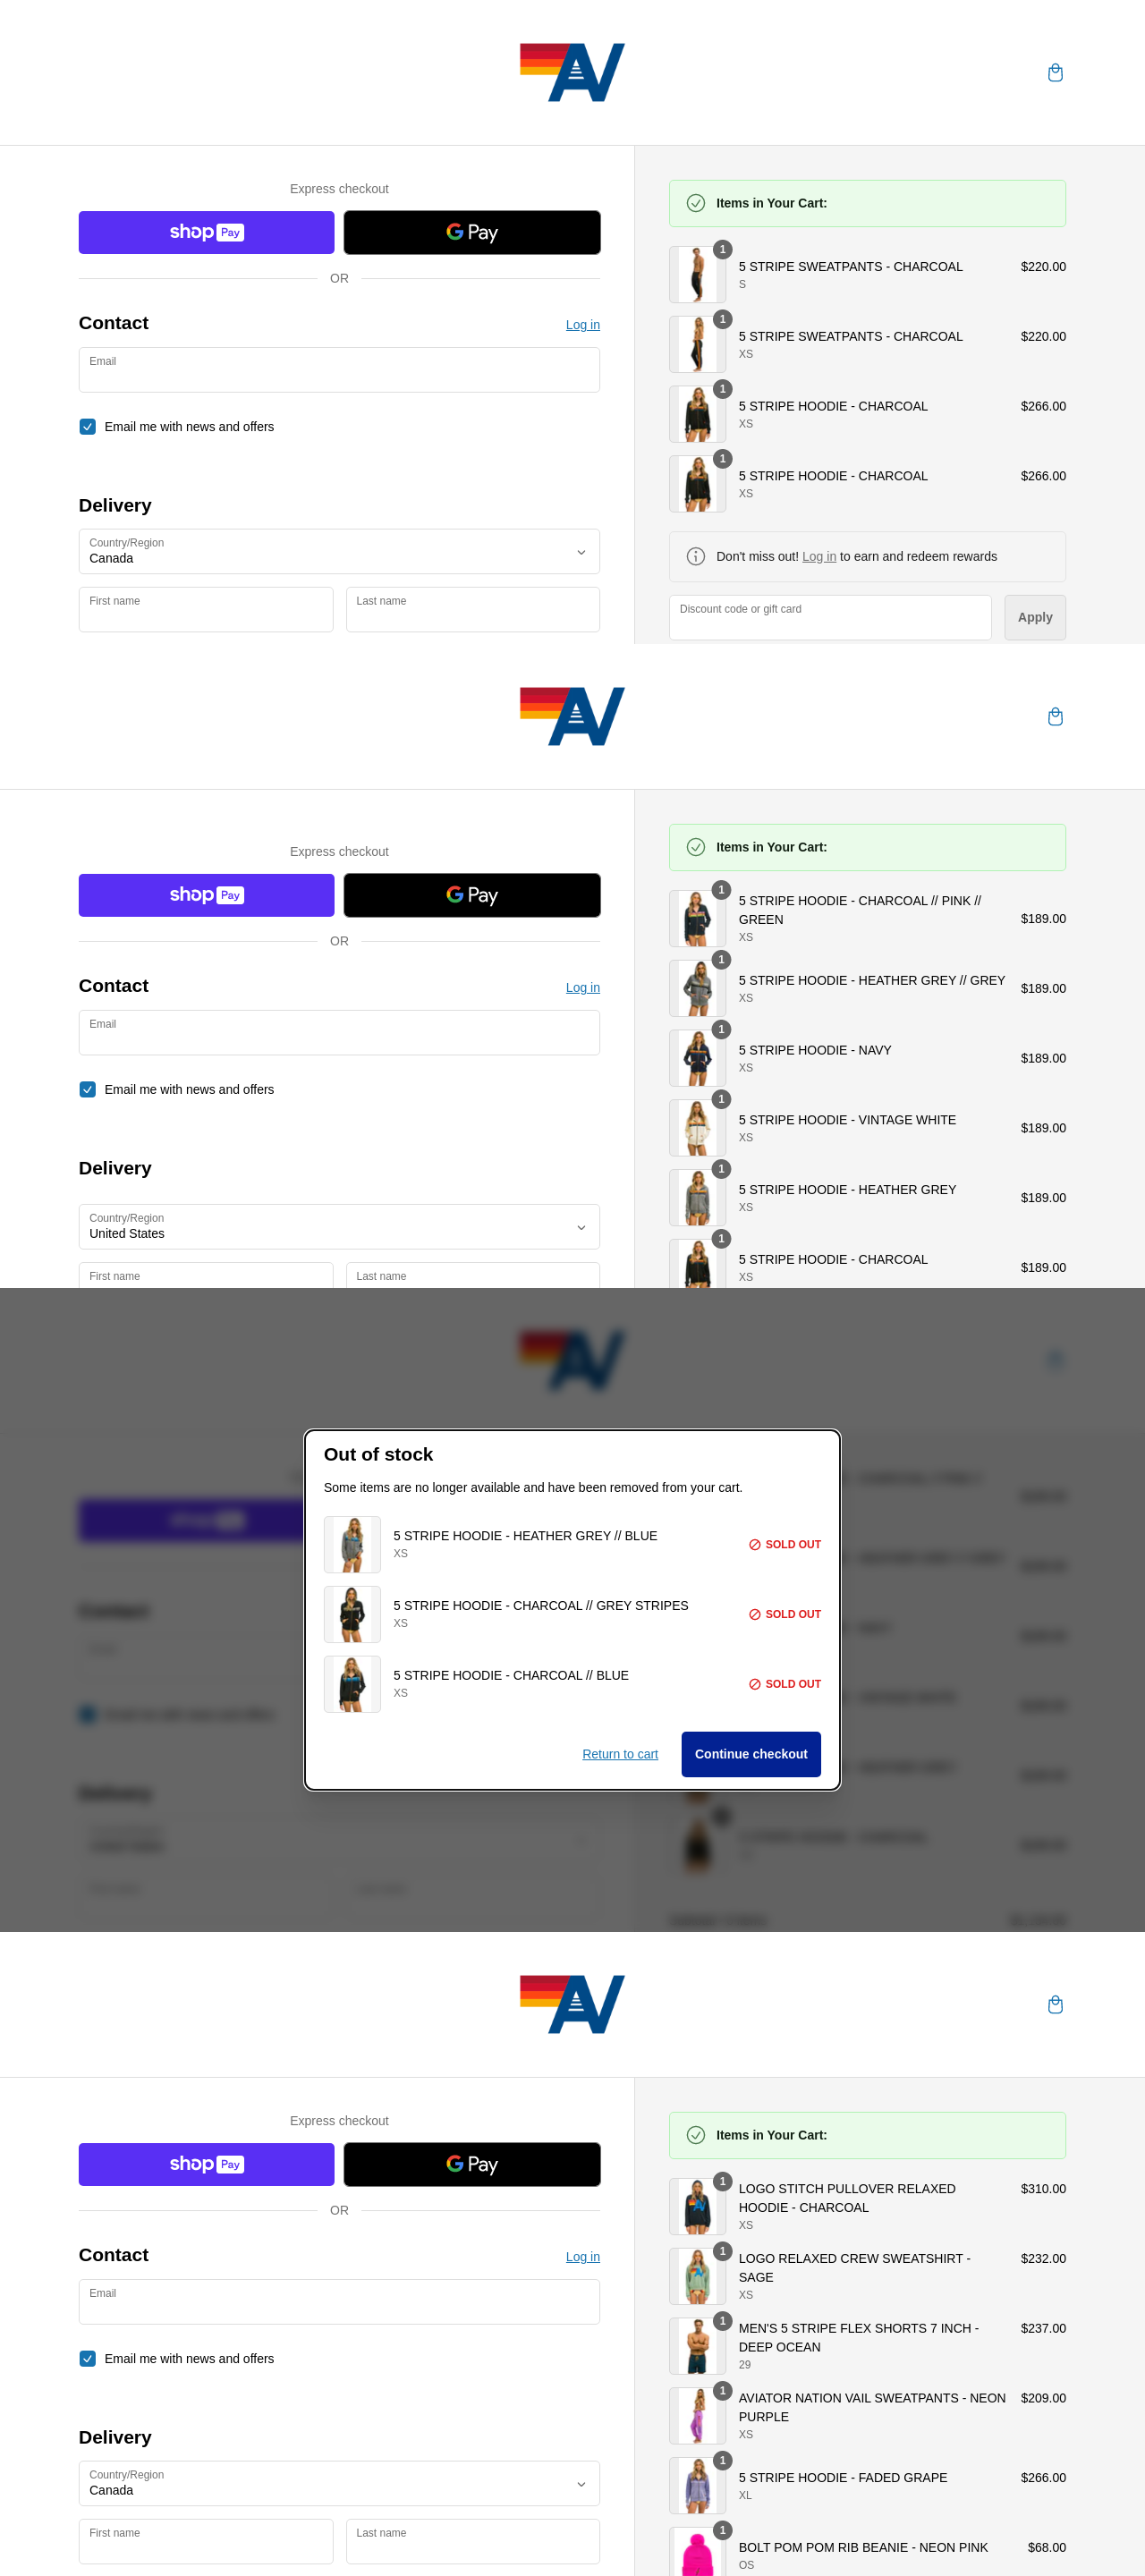 AV
Express checkout
shop Pay
G Pay
OR
Contact
Log in
Email
Email me with news and offers
Delivery
Country/Region
Canada
First name
Last name
Items in Your Cart:
1
5 STRIPE SWEATPANTS - CHARCOAL
S
$220.00
1
5 STRIPE SWEATPANTS - CHARCOAL
XS
$220.00
1
5 STRIPE HOODIE - CHARCOAL
XS
$266.00
1
5 STRIPE HOODIE - CHARCOAL
XS
$266.00
Don't miss out! Log in to earn and redeem rewards
Discount code or gift card
Apply
AV
Express checkout
shop Pay
G Pay
OR
Contact
Log in
Email
Email me with news and offers
Delivery
Country/Region
United States
First name
Last name
Items in Your Cart:
1
5 STRIPE HOODIE - CHARCOAL // PINK //
GREEN
XS
$189.00
1
5 STRIPE HOODIE - HEATHER GREY // GREY
XS
$189.00
1
5 STRIPE HOODIE - NAVY
XS
$189.00
1
5 STRIPE HOODIE - VINTAGE WHITE
XS
$189.00
1
5 STRIPE HOODIE - HEATHER GREY
XS
$189.00
1
5 STRIPE HOODIE - CHARCOAL
XS
$189.00
Out of stock
Some items are no longer available and have been removed from your cart.
5 STRIPE HOODIE - HEATHER GREY // BLUE
XS
SOLD OUT
5 STRIPE HOODIE - CHARCOAL // GREY STRIPES
XS
SOLD OUT
5 STRIPE HOODIE - CHARCOAL // BLUE
XS
SOLD OUT
Return to cart
Continue checkout
AV
Express checkout
shop Pay
G Pay
OR
Contact
Log in
Email
Email me with news and offers
Delivery
Country/Region
Canada
First name
Last name
Items in Your Cart:
1
LOGO STITCH PULLOVER RELAXED
HOODIE - CHARCOAL
XS
$310.00
1
LOGO RELAXED CREW SWEATSHIRT -
SAGE
XS
$232.00
1
MEN'S 5 STRIPE FLEX SHORTS 7 INCH -
DEEP OCEAN
29
$237.00
1
AVIATOR NATION VAIL SWEATPANTS - NEON
PURPLE
XS
$209.00
1
5 STRIPE HOODIE - FADED GRAPE
XL
$266.00
1
BOLT POM POM RIB BEANIE - NEON PINK
OS
$68.00